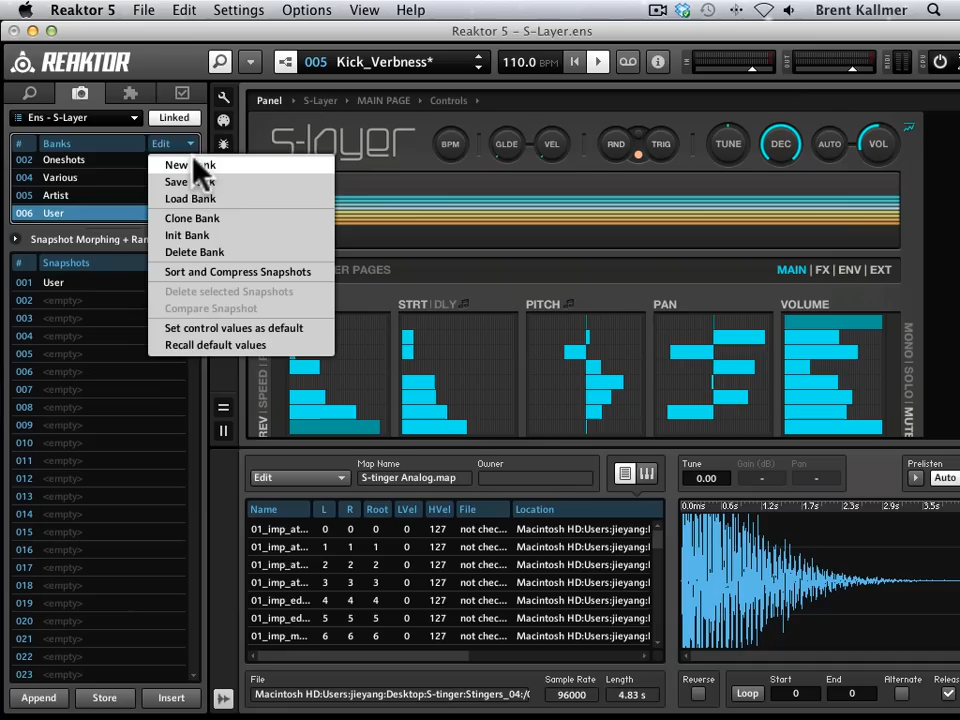 Reaktor 5 File Edit Settings Options View Help Brent Kallmer
Reaktor 5 - S-Layer.ens
REAKTOR 005 Kick_Verbness* 110.0 BPM IN OUT
Ens - S-Layer Linked
Panel S-Layer MAIN PAGE Controls
# Banks Edit
s-layer BPM GLDE VEL RND TRIG TUNE DEC AUTO VOL
002 Oneshots
004 Various
005 Artist
006 User
New
Save
Load Bank
Clone Bank
Init Bank
Delete Bank
Sort and Compress Snapshots
Delete selected Snapshots
Compare Snapshot
Set control values as default
Recall default values
Snapshot Morphing + Ran
# Snapshots
001 User
002 <empty>
003 <empty>
004 <empty>
005 <empty>
006 <empty>
007 <empty>
008 <empty>
009 <empty>
010 <empty>
011 <empty>
012 <empty>
013 <empty>
014 <empty>
015 <empty>
016 <empty>
017 <empty>
018 <empty>
019 <empty>
020 <empty>
021 <empty>
022 <empty>
023 <empty>
Append Store Insert
PAGES MAIN | FX | ENV | EXT
STRT | DLY PITCH PAN VOLUME
REV | SPEED |
MONO | SOLO | MUTE
Edit Map Name Owner Tune Gain (dB) Pan Prelisten
S-tinger Analog.map 0.00 - - Auto
Name L R Root LVel HVel File Location
01_imp_at... 0 0 0 0 127 not chec... Macintosh HD:Users:jieyang:
01_imp_at... 1 1 1 0 127 not chec... Macintosh HD:Users:jieyang:
01_imp_at... 2 2 2 0 127 not chec... Macintosh HD:Users:jieyang:
01_imp_at... 3 3 3 0 127 not chec... Macintosh HD:Users:jieyang:
01_imp_ed... 4 4 4 0 127 not chec... Macintosh HD:Users:jieyang:
01_imp_ed... 5 5 5 0 127 not chec... Macintosh HD:Users:jieyang:
01_imp_m... 6 6 6 0 127 not chec... Macintosh HD:Users:jieyang:
0.0ms 0.6s 1.2s 1.7s 2.3s 2.9s 3.5s
Sample Rate Length Reverse Start End Alternate Releas
Macintosh HD:Users:jieyang:Desktop:S-tinger:Stingers_04: 96000 4.83 s Loop 0 0